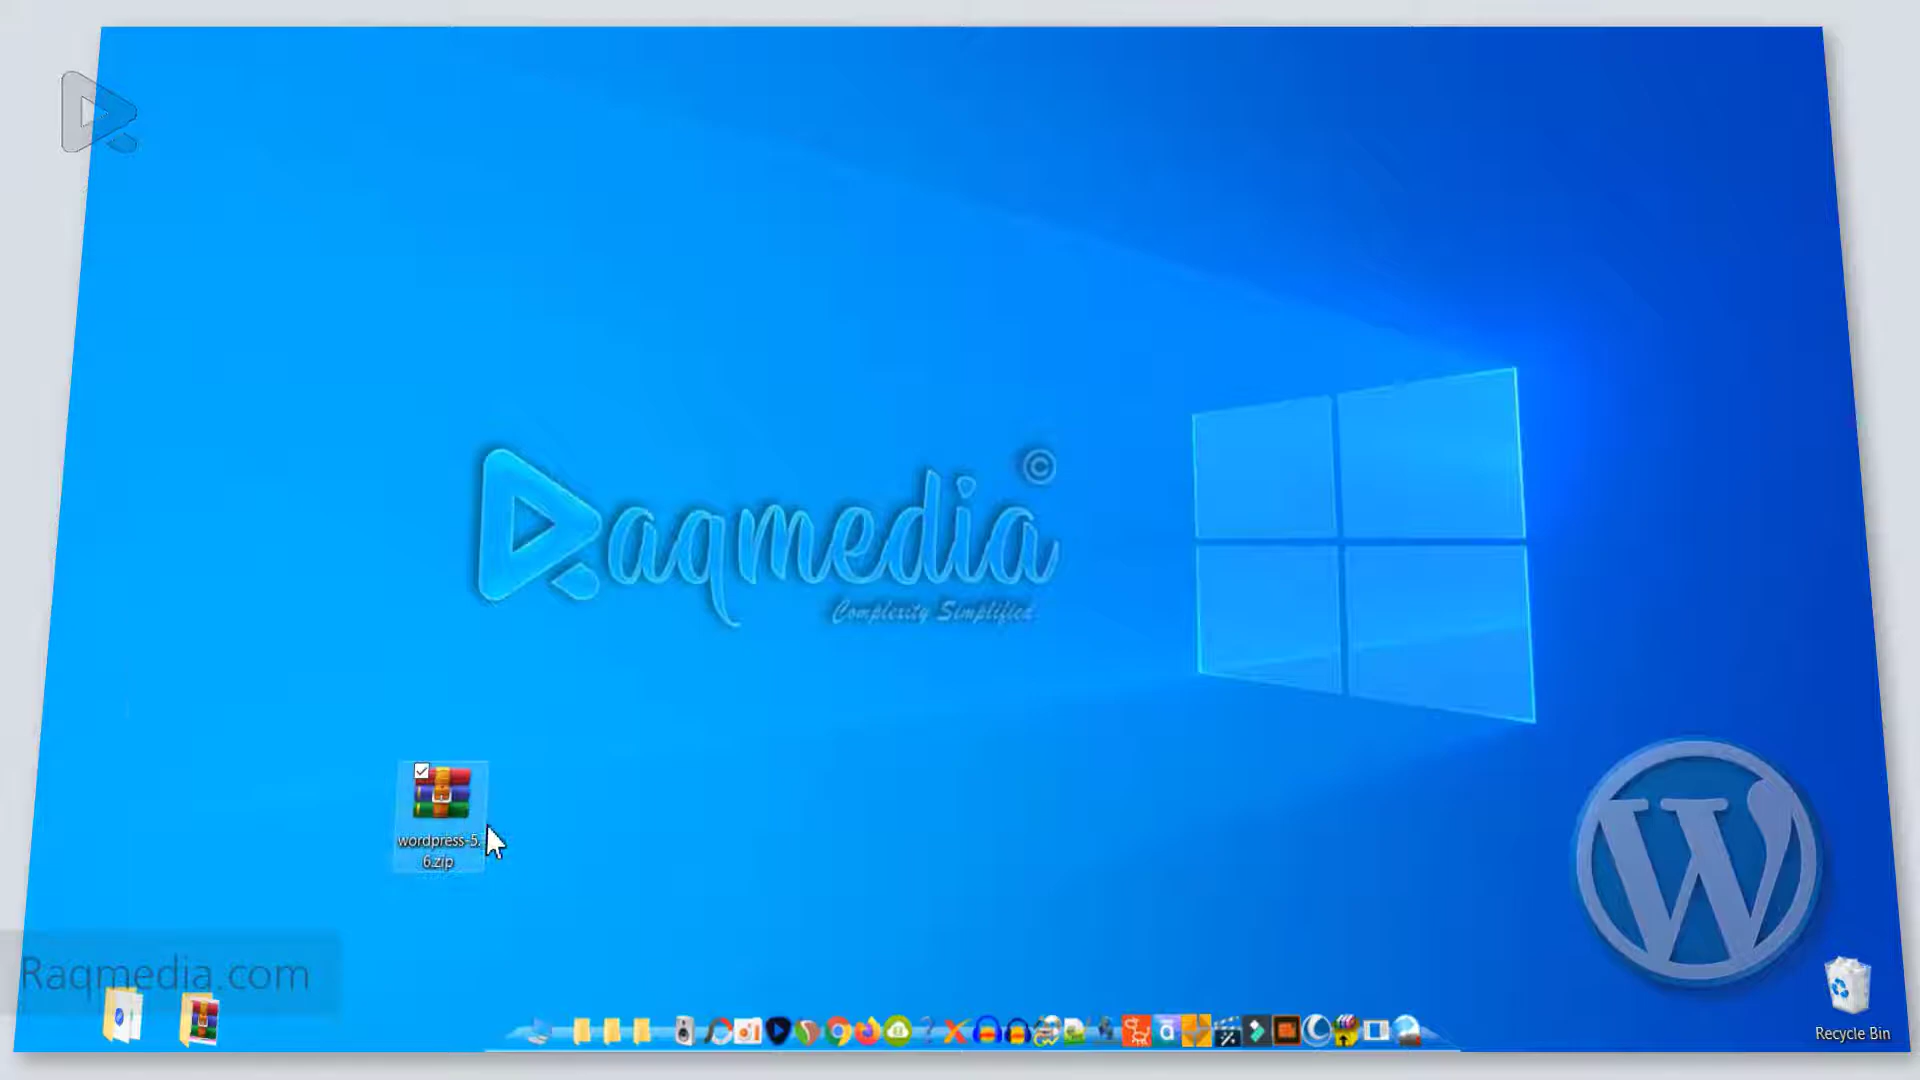 Raqmedia
©
Complexity Simplified
wordpress-5.
6.zip
Raqmedia.com
Recycle Bin